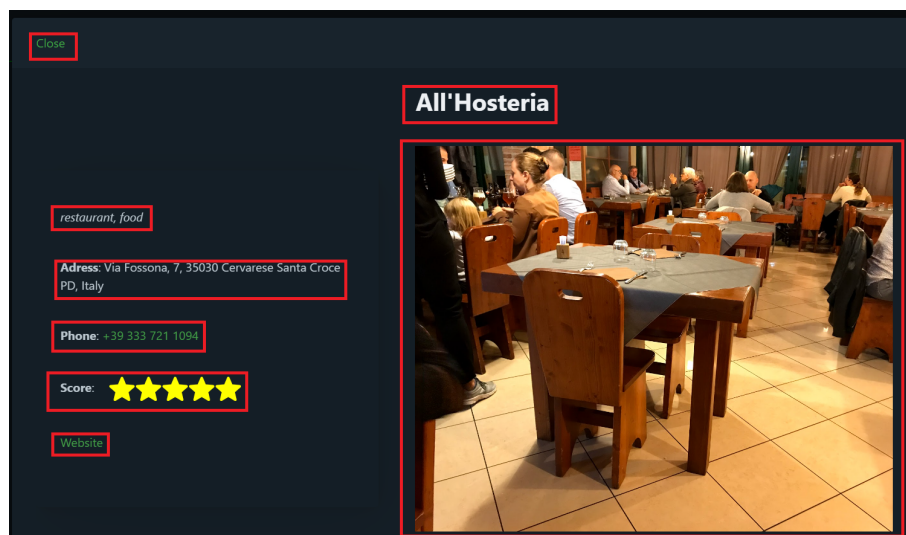 Close
All'Hosteria
restaurant, food
Adress: Via Fossona, 7, 35030 Cervarese Santa Croce
PD, Italy
Phone: +39 333 721 1094
Score:
Website